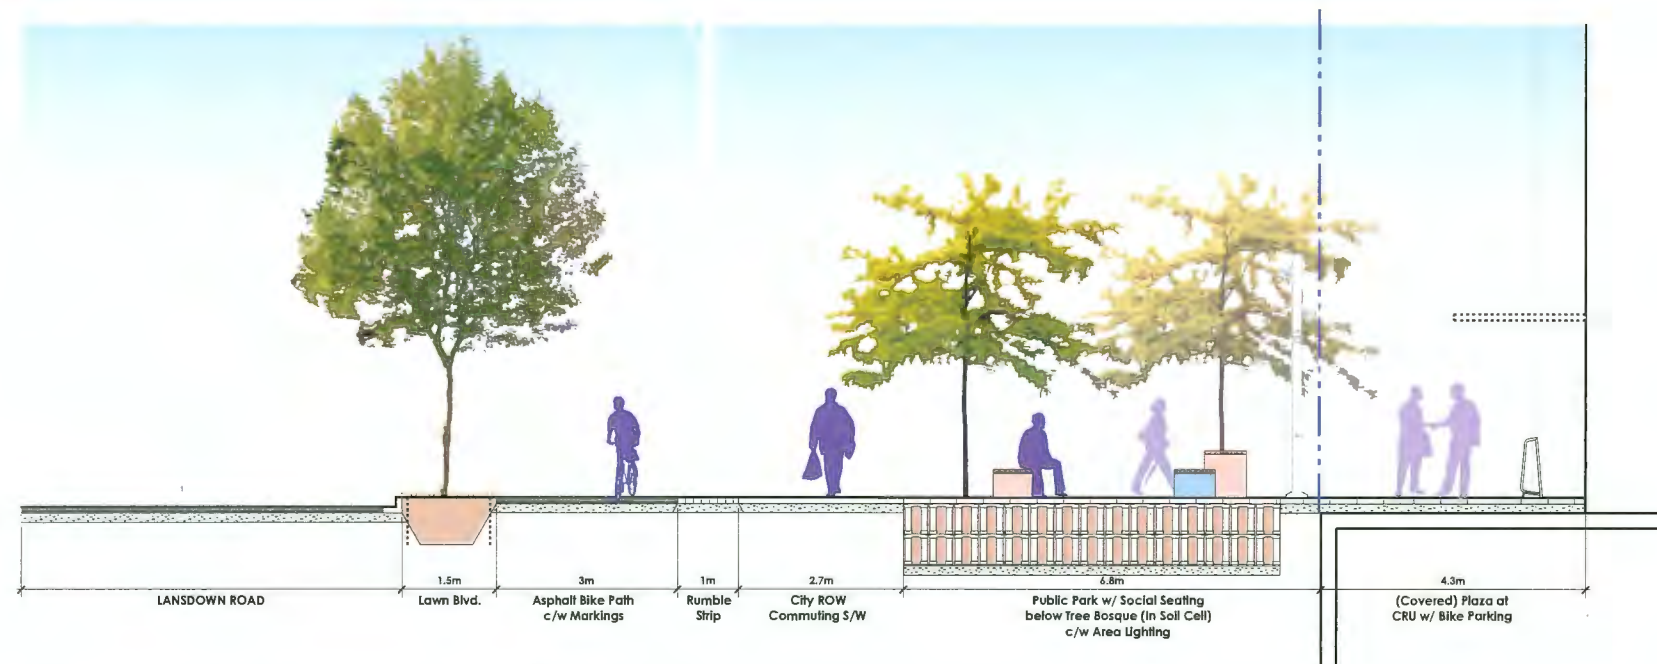 1.5m
3m
1m
2.7m
6.8m
4.3m
LANSDOWN ROAD
Lawn Blvd.
Asphalt Bike Path
c/w Markings
Rumble
Strip
City ROW
Commuting S/W
Public Park w/ Social Seating
below Tree Bosque (in Soil Cell)
c/w Area Lighting
(Covered) Plaza at
CRU w/ Bike Parking